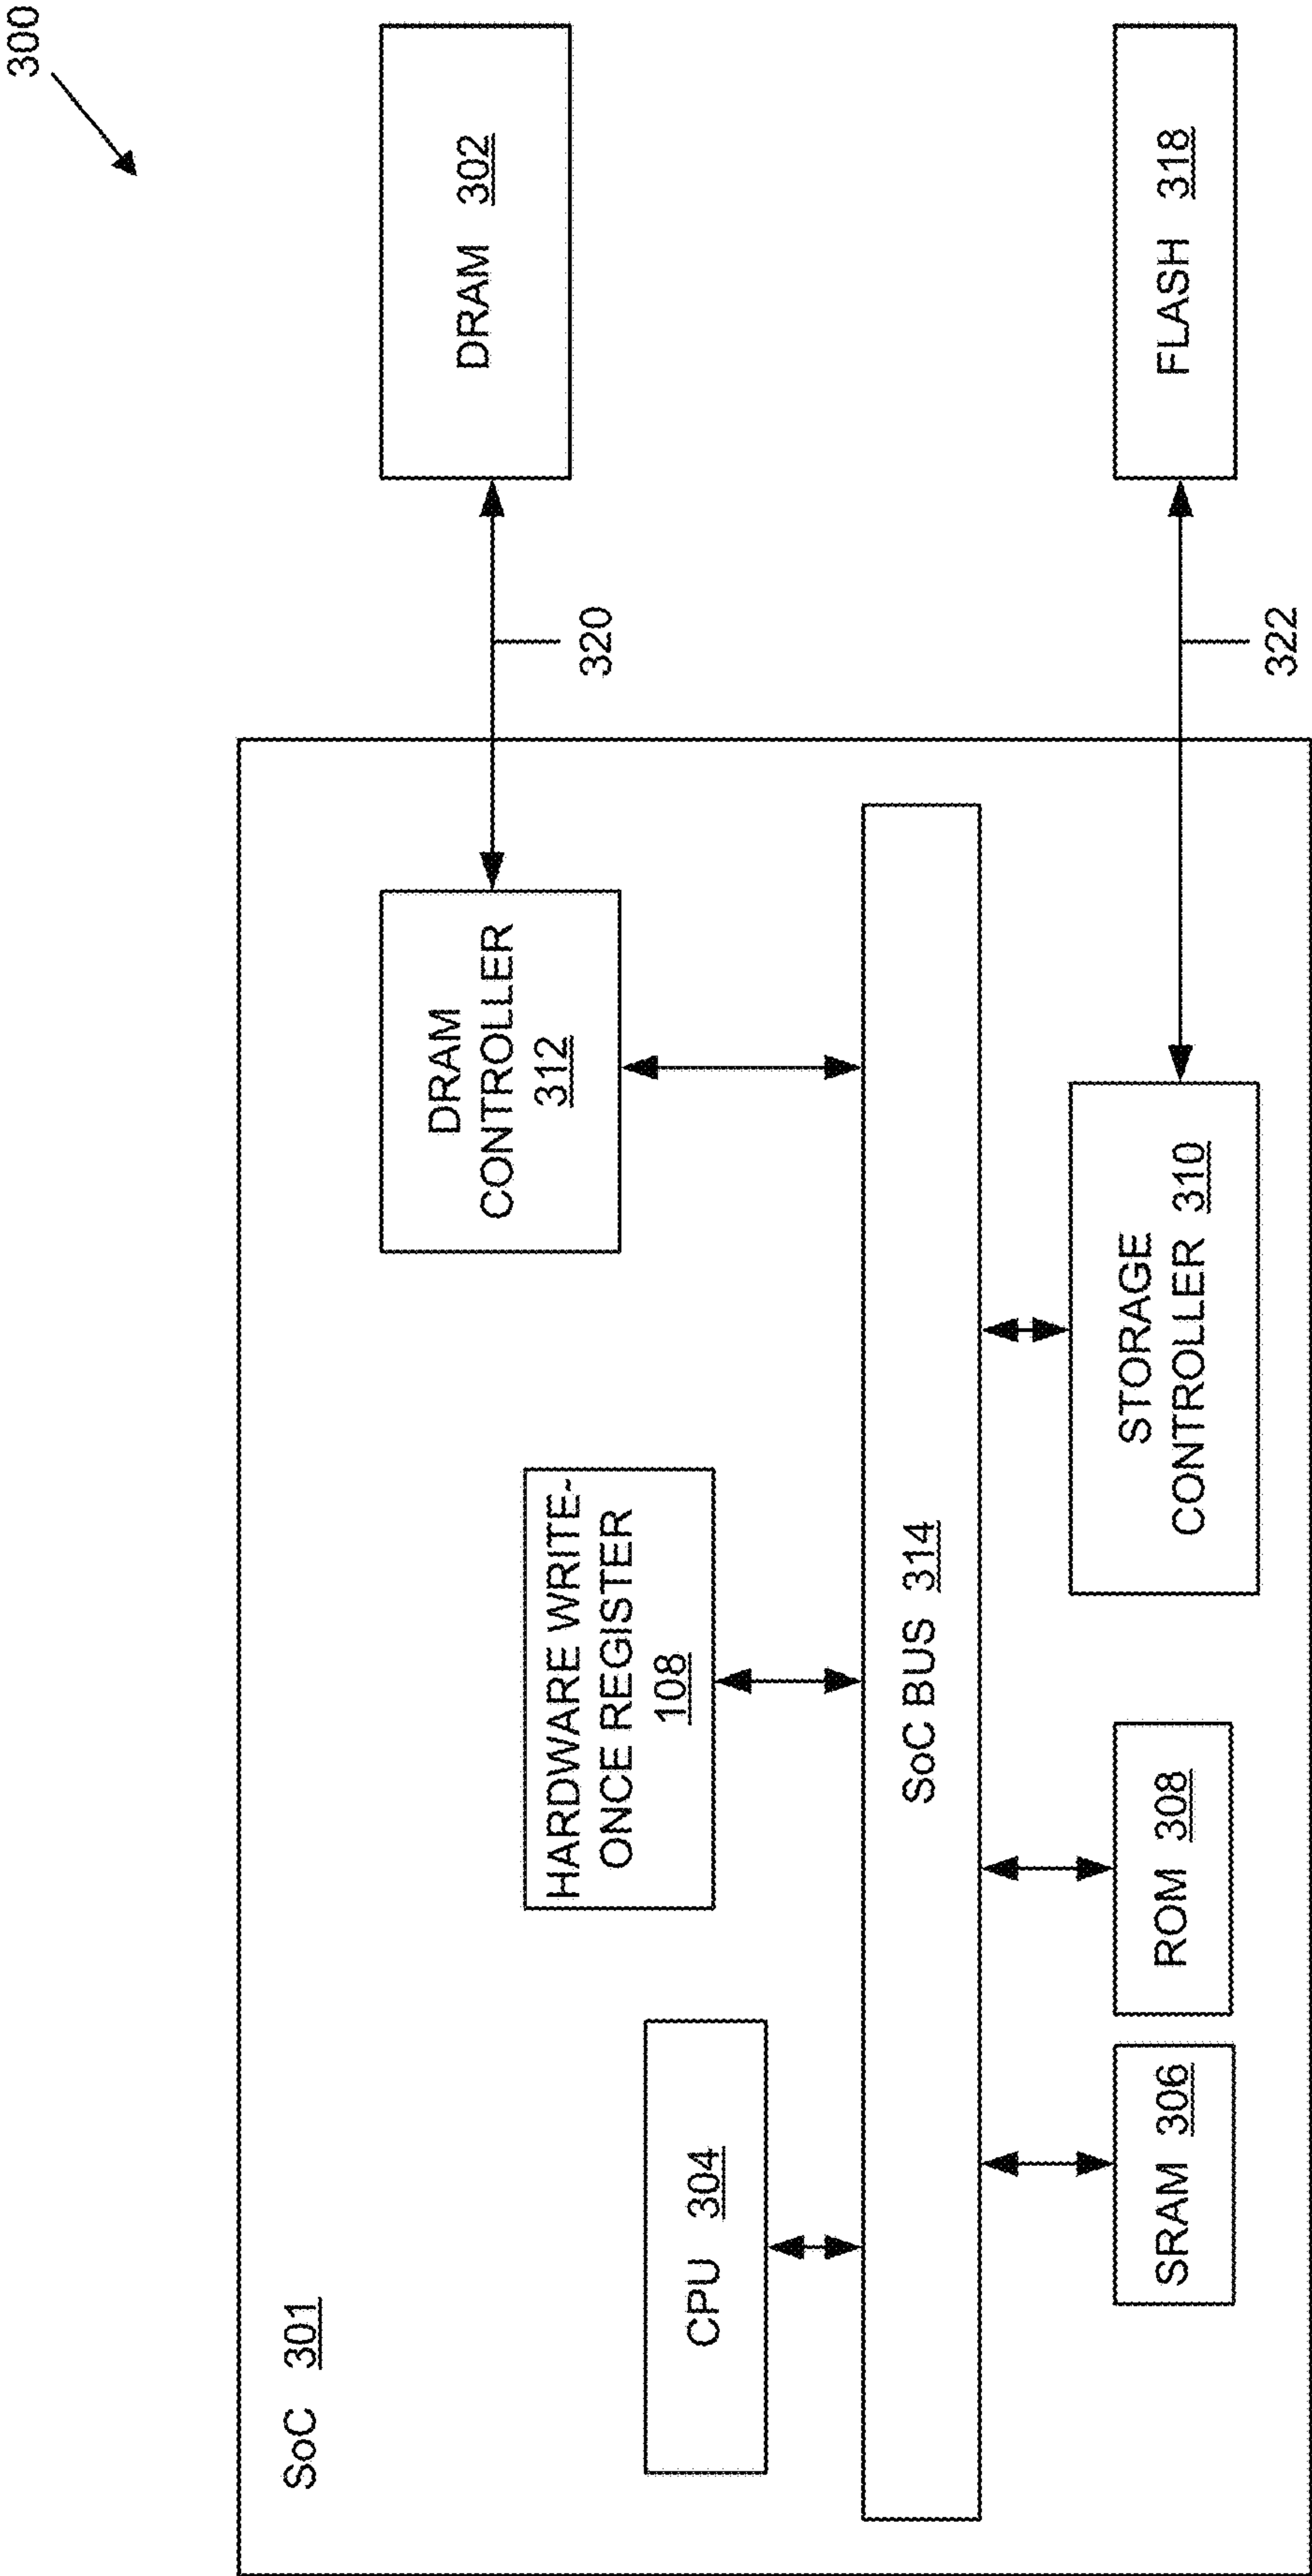 300
SoC 301
DRAM
CONTROLLER
312
DRAM 302
320
HARDWARE WRITE-
ONCE REGISTER
108
CPU 304
SoC BUS 314
SRAM 306
ROM 308
STORAGE
CONTROLLER 310
FLASH 318
322